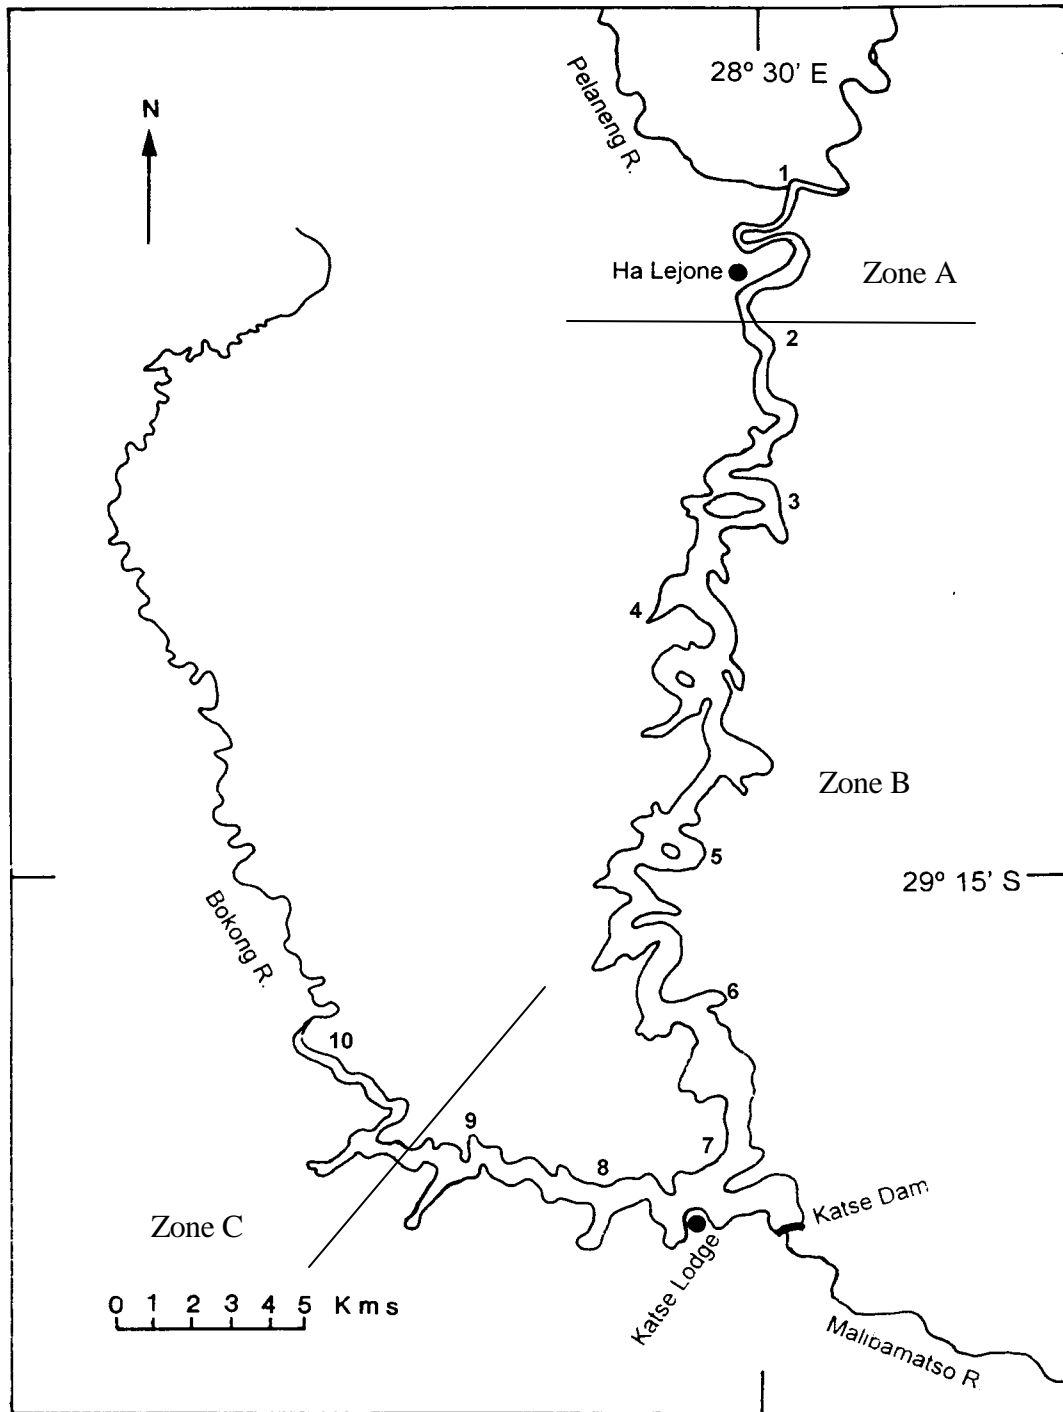 28º 30' E
Pelaneng R.
N
1
Ha Lejone
Zone A
2
3
4
Zone B
5
29º 15' S
Bokong R.
6
10
9
8
7
Katse Dam
Zone C
Katse Lodge
0 1 2 3 4 5 Kms
Malibamatso R.